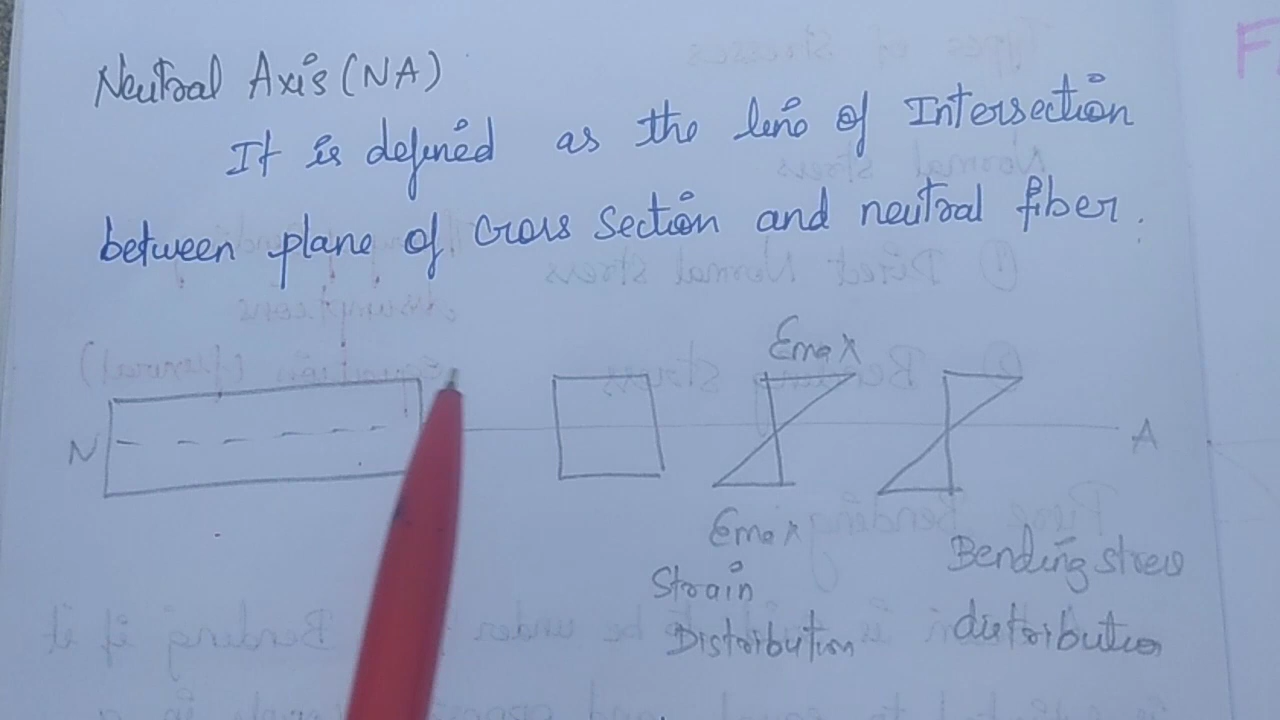 Neutral Axis (NA)
It is defined as the line of Intersection
between plane of cross section and neutral fiber.
Emax
N
A
Emax
Strain
Distribution
Bending stress
distribution